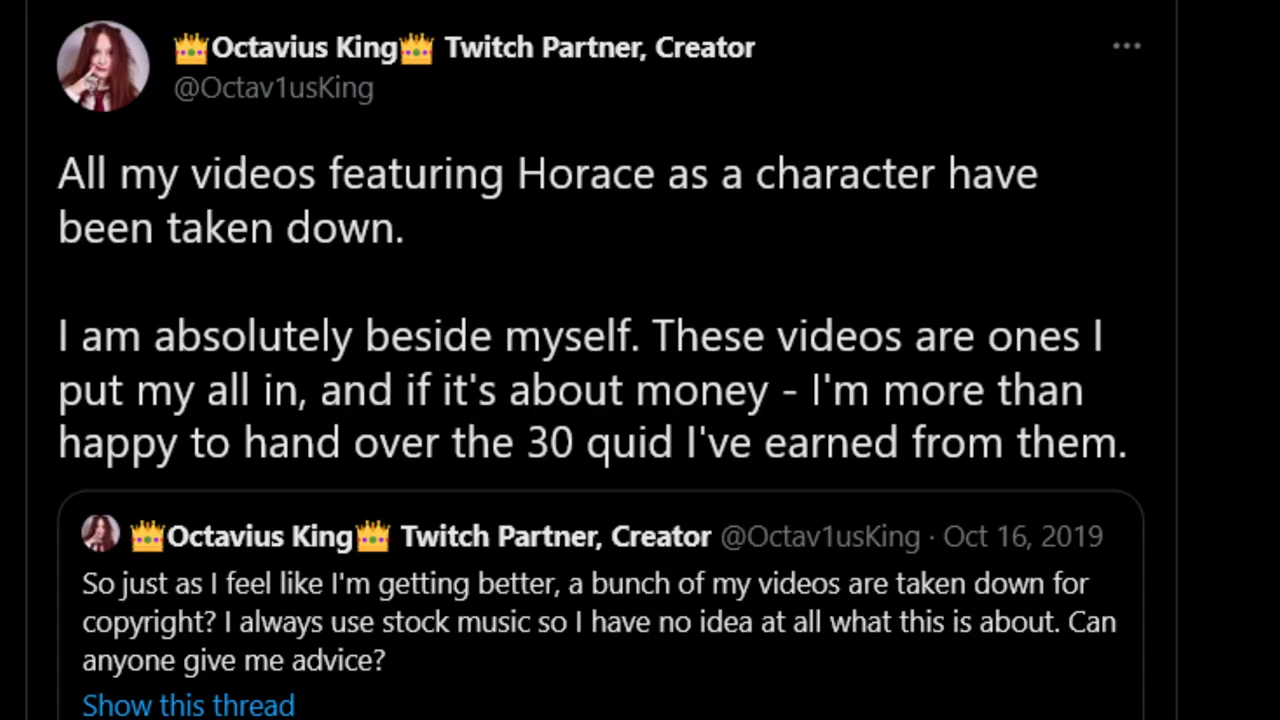 👑Octavius King👑 Twitch Partner, Creator
@Octav1usKing
All my videos featuring Horace as a character have
been taken down.
I am absolutely beside myself. These videos are ones I
put my all in, and if it's about money - I'm more than
happy to hand over the 30 quid I've earned from them.
👑Octavius King👑 Twitch Partner, Creator @Octav1usKing · Oct 16, 2019
So just as I feel like I'm getting better, a bunch of my videos are taken down for
copyright? I always use stock music so I have no idea at all what this is about. Can
anyone give me advice?
Show this thread